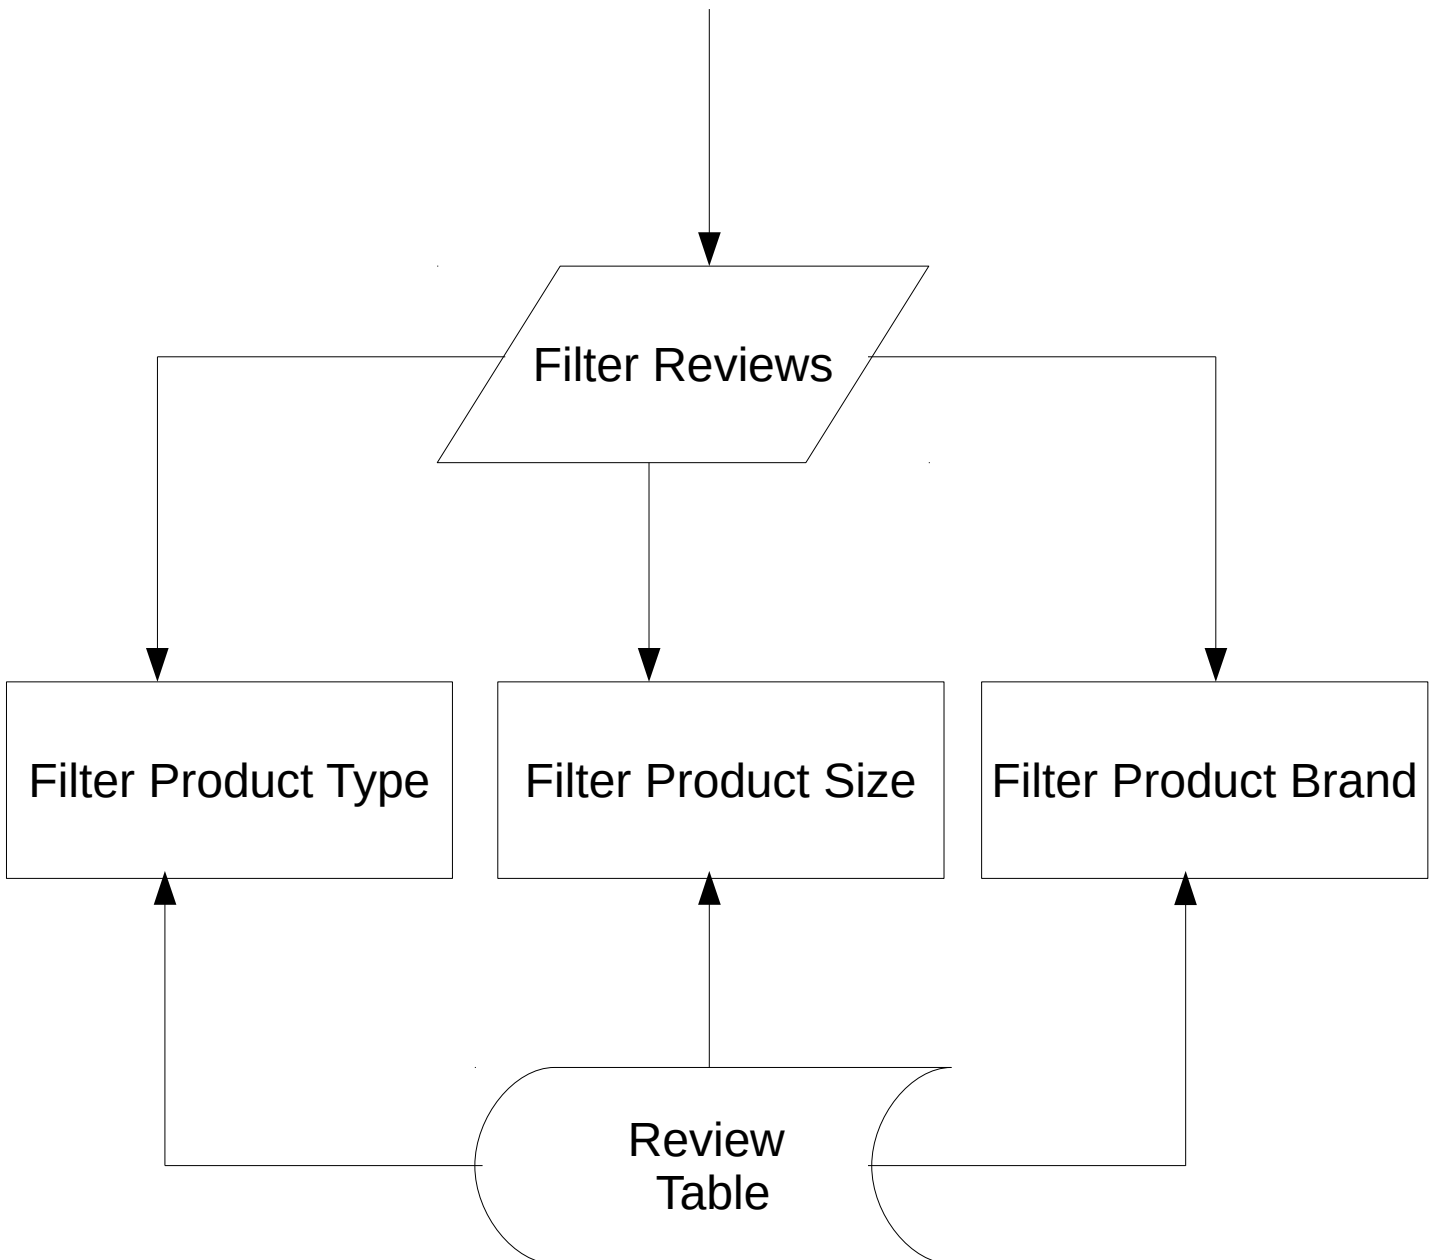 Filter Reviews
Filter Product Type
Filter Product Size
Filter Product Brand
Review
Table